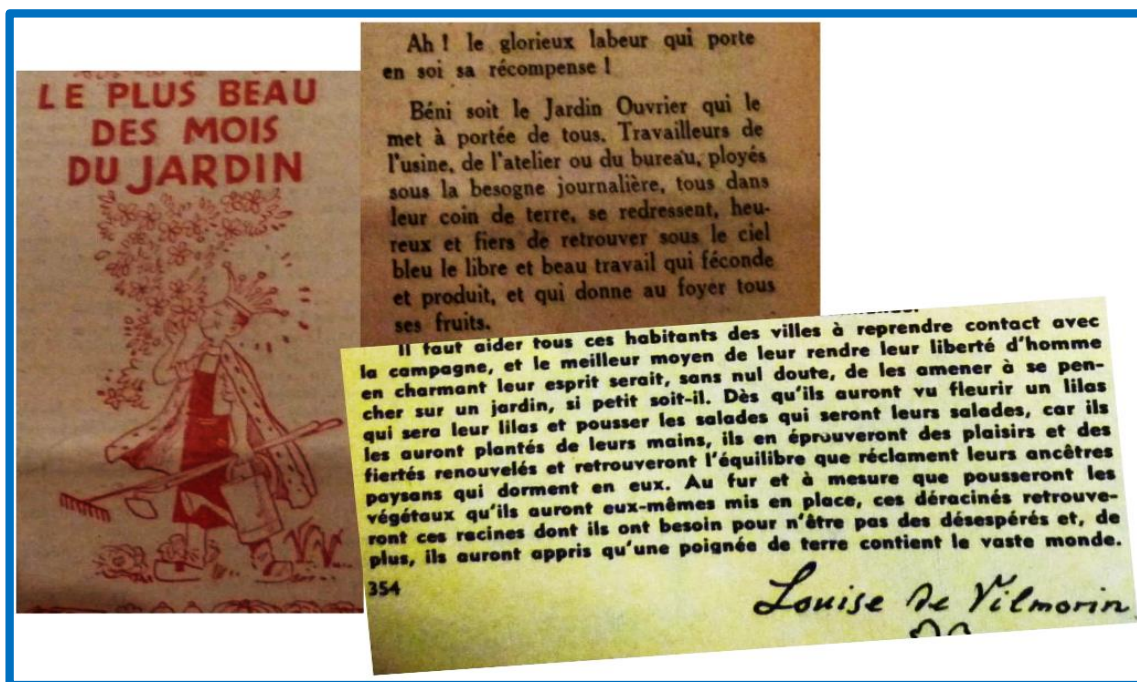 LE PLUS BEAU
DES MOIS
DU JARDIN
Ah ! le glorieux labeur qui porte
en soi sa récompense !
Béni soit le Jardin Ouvrier qui le
met à portée de tous. Travailleurs de
l'usine, de l'atelier ou du bureau, ployés
sous la besogne journalière, tous dans
leur coin de terre, se redressent, heu-
reux et fiers de retrouver sous le ciel
bleu le libre et beau travail qui féconde
et produit, et qui donne au foyer tous
ses fruits.
Il faut aider tous ces habitants des villes à reprendre contact avec
la campagne, et le meilleur moyen de leur rendre leur liberté d'homme
en charmant leur esprit serait, sans nul doute, de les amener à se pen-
cher sur un jardin, si petit soit-il. Dès qu'ils auront vu fleurir un lilas
qui sera leur lilas et pousser les salades qui seront leurs salades, car ils
les auront plantés de leurs mains, ils en éprouveront des plaisirs et des
fiertés renouvelés et retrouveront l'équilibre que réclament leurs ancêtres
paysans qui dorment en eux. Au fur et à mesure que pousseront les
végétaux qu'ils auront eux-mêmes mis en place, ces déracinés retrouve-
ront ces racines dont ils ont besoin pour n'être pas des désespérés et, de
plus, ils auront appris qu'une poignée de terre contient le vaste monde.
354
Louise de Vilmorin